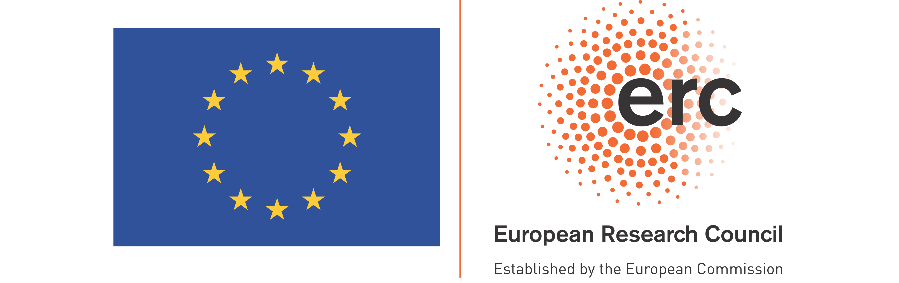 erc
European Research Council
Established by the European Commission